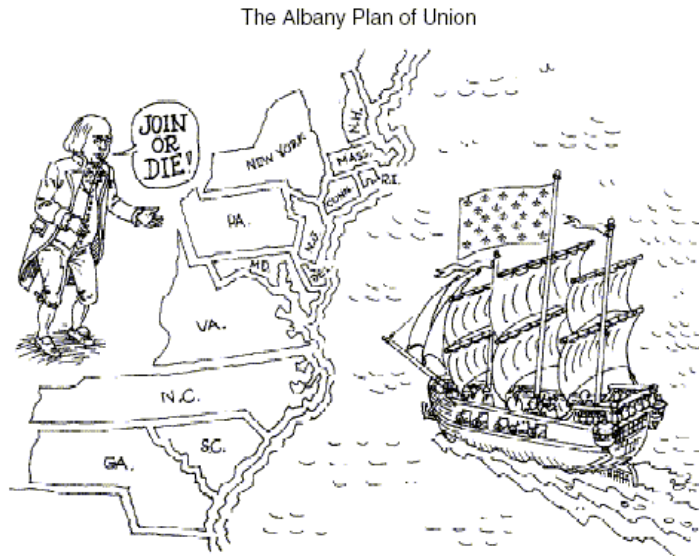 The Albany Plan of Union
JOIN
OR
DIE!
N.H.
NEW YORK
MASS.
CONN.
R.I.
PA.
N.J.
MD.
DEL.
VA.
N.C.
S.C.
GA.